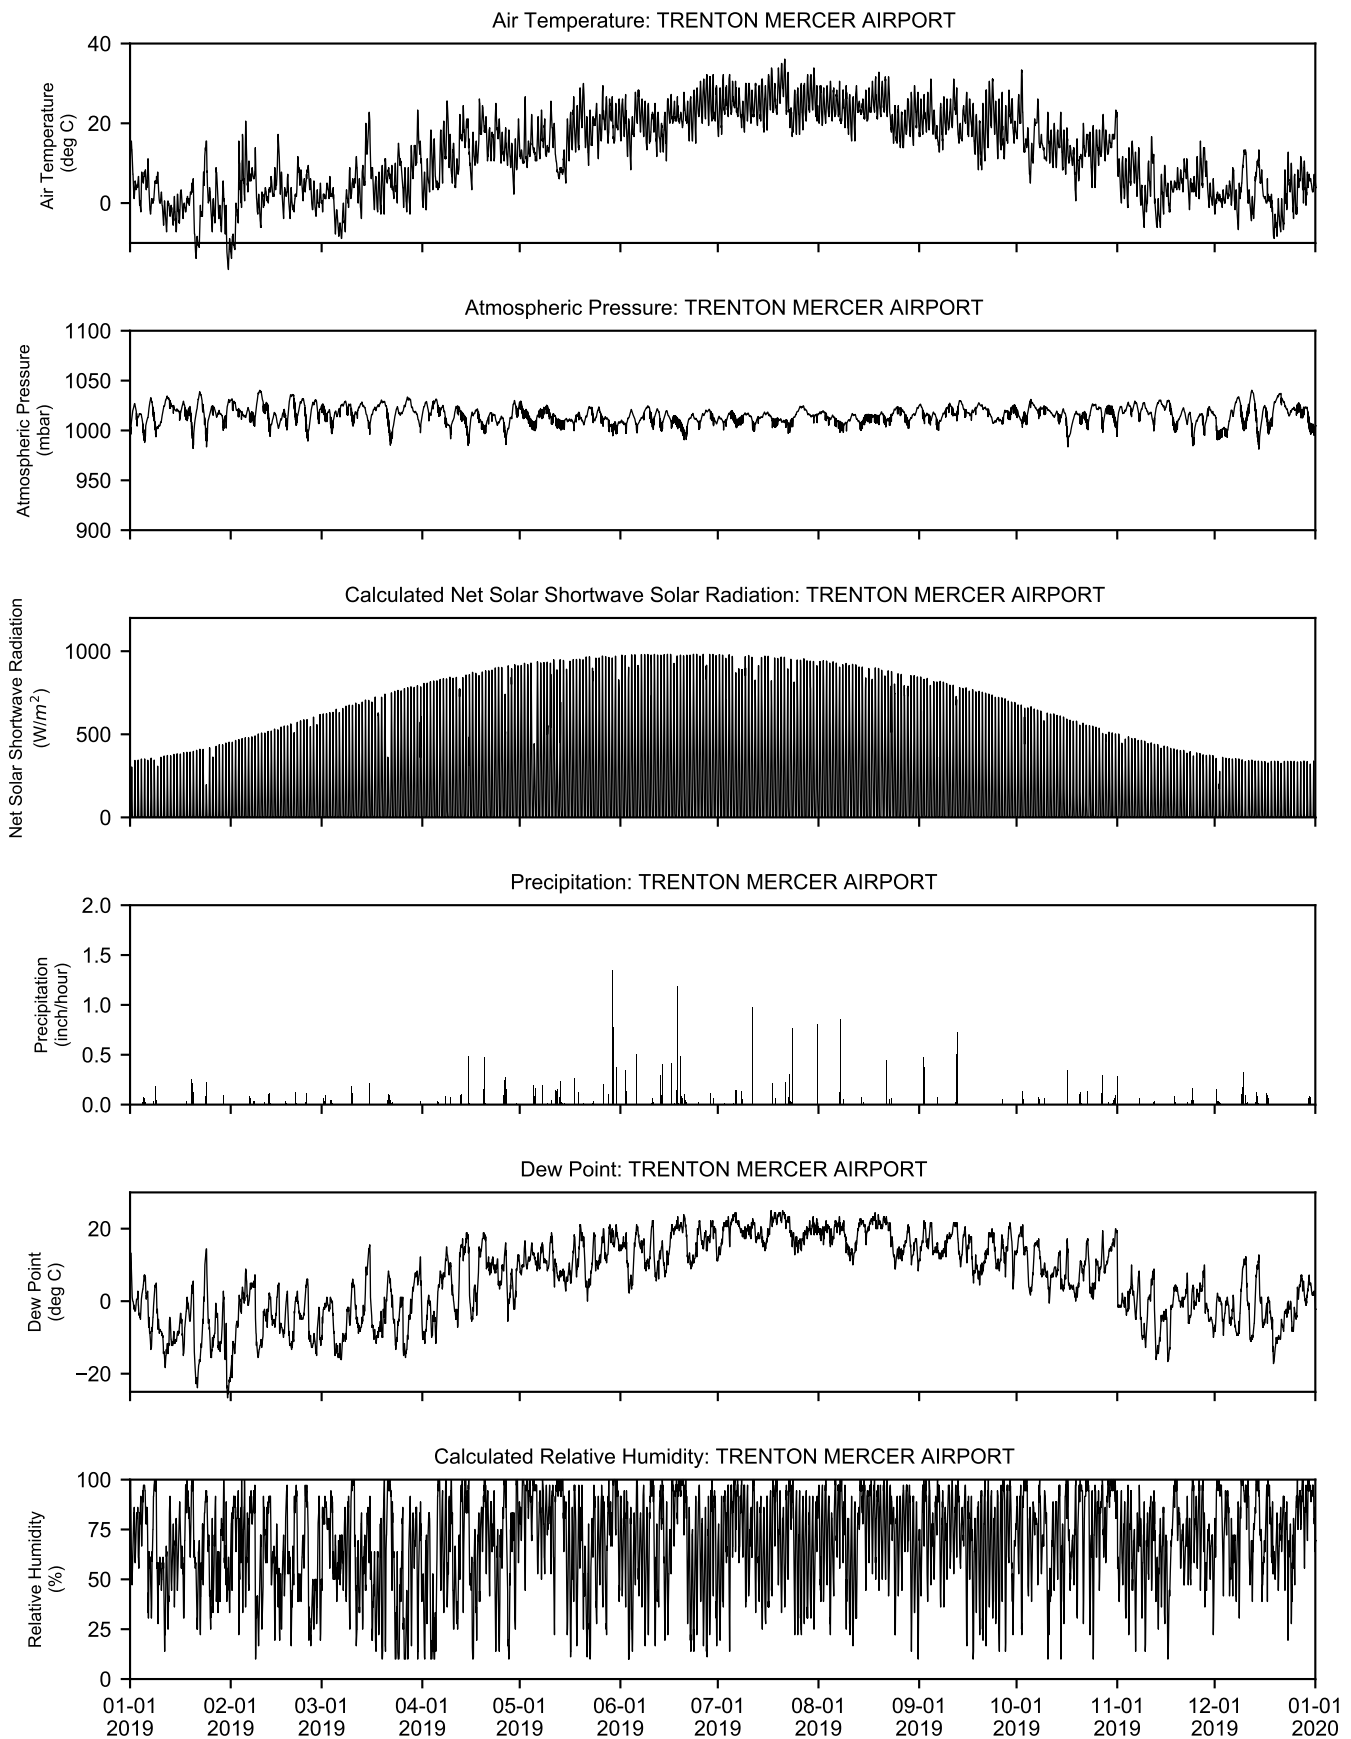 Air Temperature: TRENTON MERCER AIRPORT
Air Temperature
(deg C)
40
20
0
Atmospheric Pressure: TRENTON MERCER AIRPORT
Atmospheric Pressure
(mbar)
1100
1050
1000
950
900
Calculated Net Solar Shortwave Solar Radiation: TRENTON MERCER AIRPORT
Net Solar Shortwave Radiation
(W/m²)
1000
500
0
Precipitation: TRENTON MERCER AIRPORT
Precipitation
(inch/hour)
2.0
1.5
1.0
0.5
0.0
Dew Point: TRENTON MERCER AIRPORT
Dew Point
(deg C)
20
0
−20
Calculated Relative Humidity: TRENTON MERCER AIRPORT
Relative Humidity
(%)
100
75
50
25
0
01-01 02-01 03-01 04-01 05-01 06-01 07-01 08-01 09-01 10-01 11-01 12-01 01-01
2019 2019 2019 2019 2019 2019 2019 2019 2019 2019 2019 2019 2020